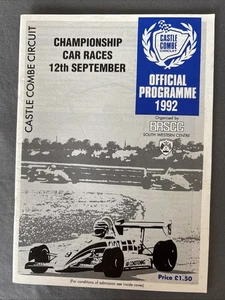 CASTLE COMBE CIRCUIT
CHAMPIONSHIP
CAR RACES
12th SEPTEMBER
CASTLE
COMBE
CIRCUIT
OFFICIAL
PROGRAMME
1992
Organised by
BRSCC
SOUTH WESTERN CENTRE
Price £1.50
(For conditions of admission see inside cover)